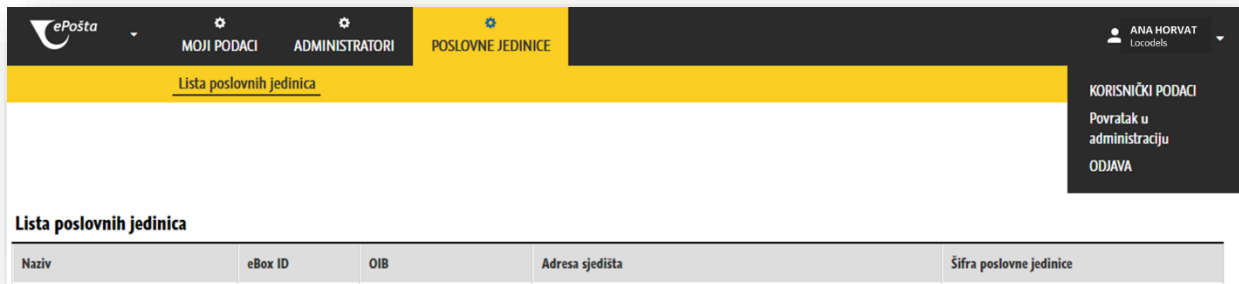 ePošta
MOJI PODACI
ADMINISTRATORI
POSLOVNE JEDINICE
ANA HORVAT
Locodels
Lista poslovnih jedinica
KORISNIČKI PODACI
Povratak u
administraciju
ODJAVA
Lista poslovnih jedinica
Naziv
eBox ID
OIB
Adresa sjedišta
Šifra poslovne jedinice